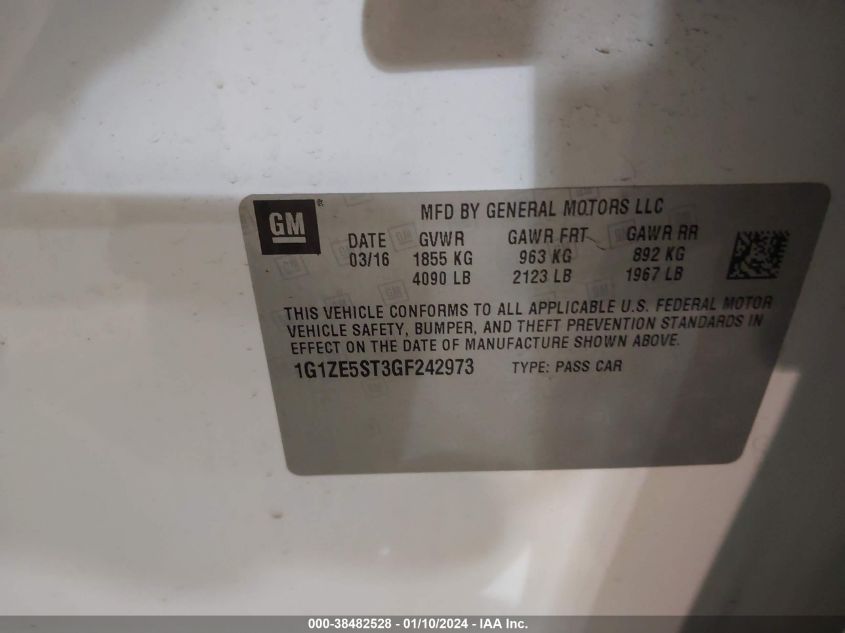 GM ®
MFD BY GENERAL MOTORS LLC
DATE GVWR GAWR FRT GAWR RR
03/16 1855 KG 963 KG 892 KG
4090 LB 2123 LB 1967 LB
THIS VEHICLE CONFORMS TO ALL APPLICABLE U.S. FEDERAL MOTOR
VEHICLE SAFETY, BUMPER, AND THEFT PREVENTION STANDARDS IN
EFFECT ON THE DATE OF MANUFACTURE SHOWN ABOVE.
1G1ZE5ST3GF242973 TYPE: PASS CAR
000-38482528 - 01/10/2024 - IAA Inc.